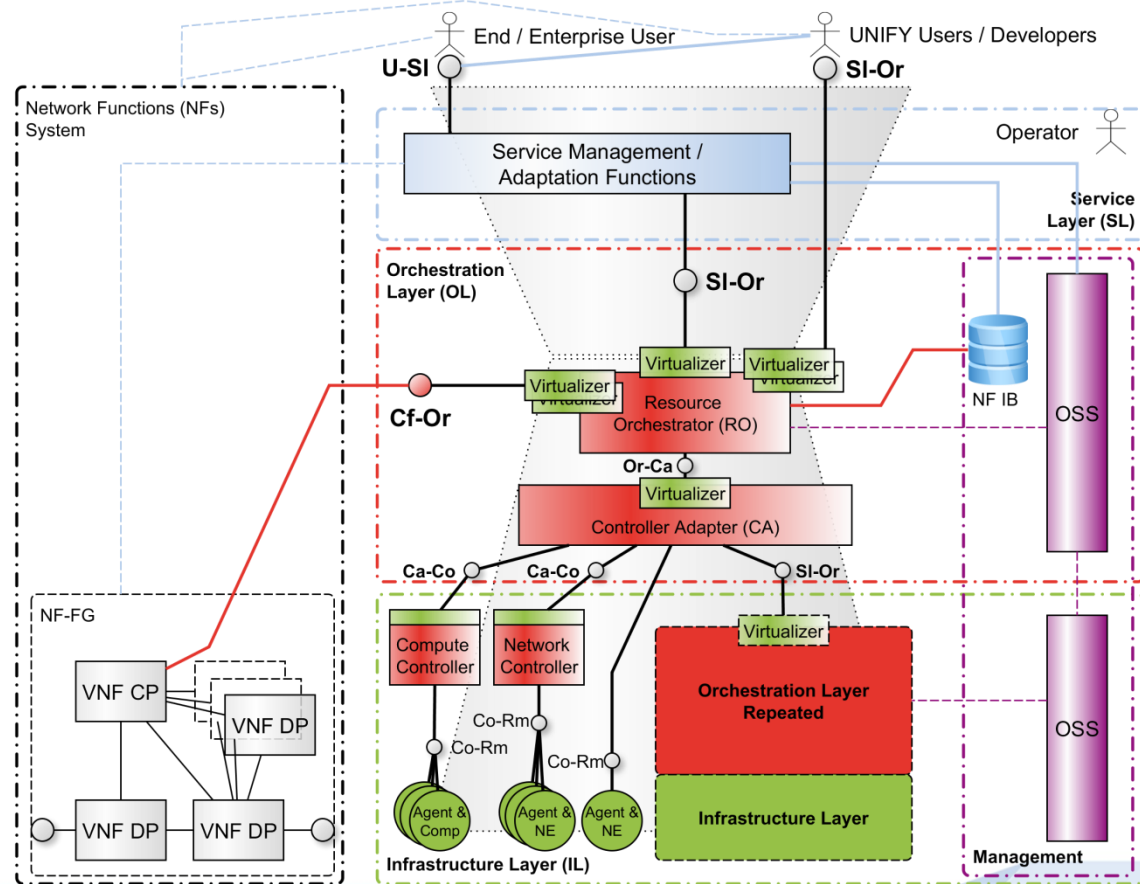 End / Enterprise User
UNIFY Users / Developers
U-Sl
Sl-Or
Network Functions (NFs)
System
Operator
Service Management /
Adaptation Functions
Service
Layer (SL)
Orchestration
Layer (OL)
Sl-Or
Virtualizer
Virtualizer
Virtualizer
Virtualizer
Virtualizer
NF IB
OSS
Cf-Or
Resource
Orchestrator (RO)
Or-Ca
Virtualizer
Controller Adapter (CA)
Ca-Co
Ca-Co
Sl-Or
NF-FG
Compute
Controller
Network
Controller
Virtualizer
Orchestration Layer
Repeated
OSS
VNF CP
VNF DP
Co-Rm
Co-Rm
Co-Rm
VNF DP
VNF DP
Agent &
Comp
Agent &
NE
Agent &
NE
Infrastructure Layer
Infrastructure Layer (IL)
Management